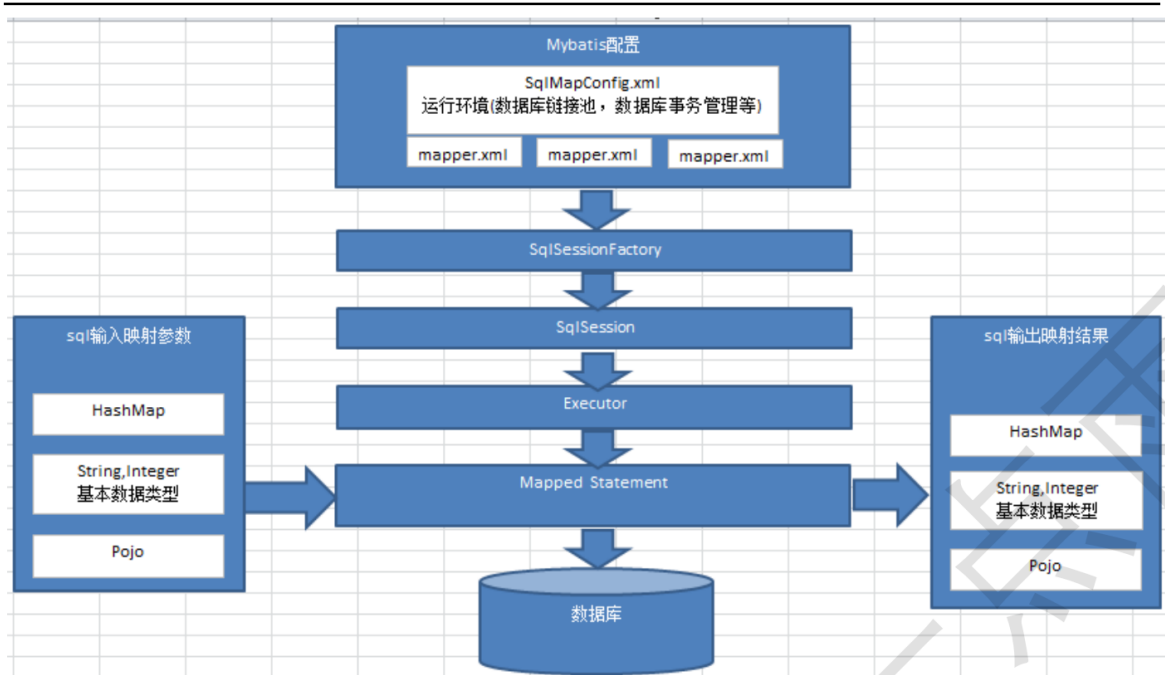 Mybatis配置
SqlMapConfig.xml
运行环境(数据库链接池，数据库事务管理等)
mapper.xml
mapper.xml
mapper.xml
SqlSessionFactory
SqlSession
Executor
Mapped Statement
数据库
sql输入映射参数
HashMap
String,Integer
基本数据类型
Pojo
sql输出映射结果
HashMap
String,Integer
基本数据类型
Pojo